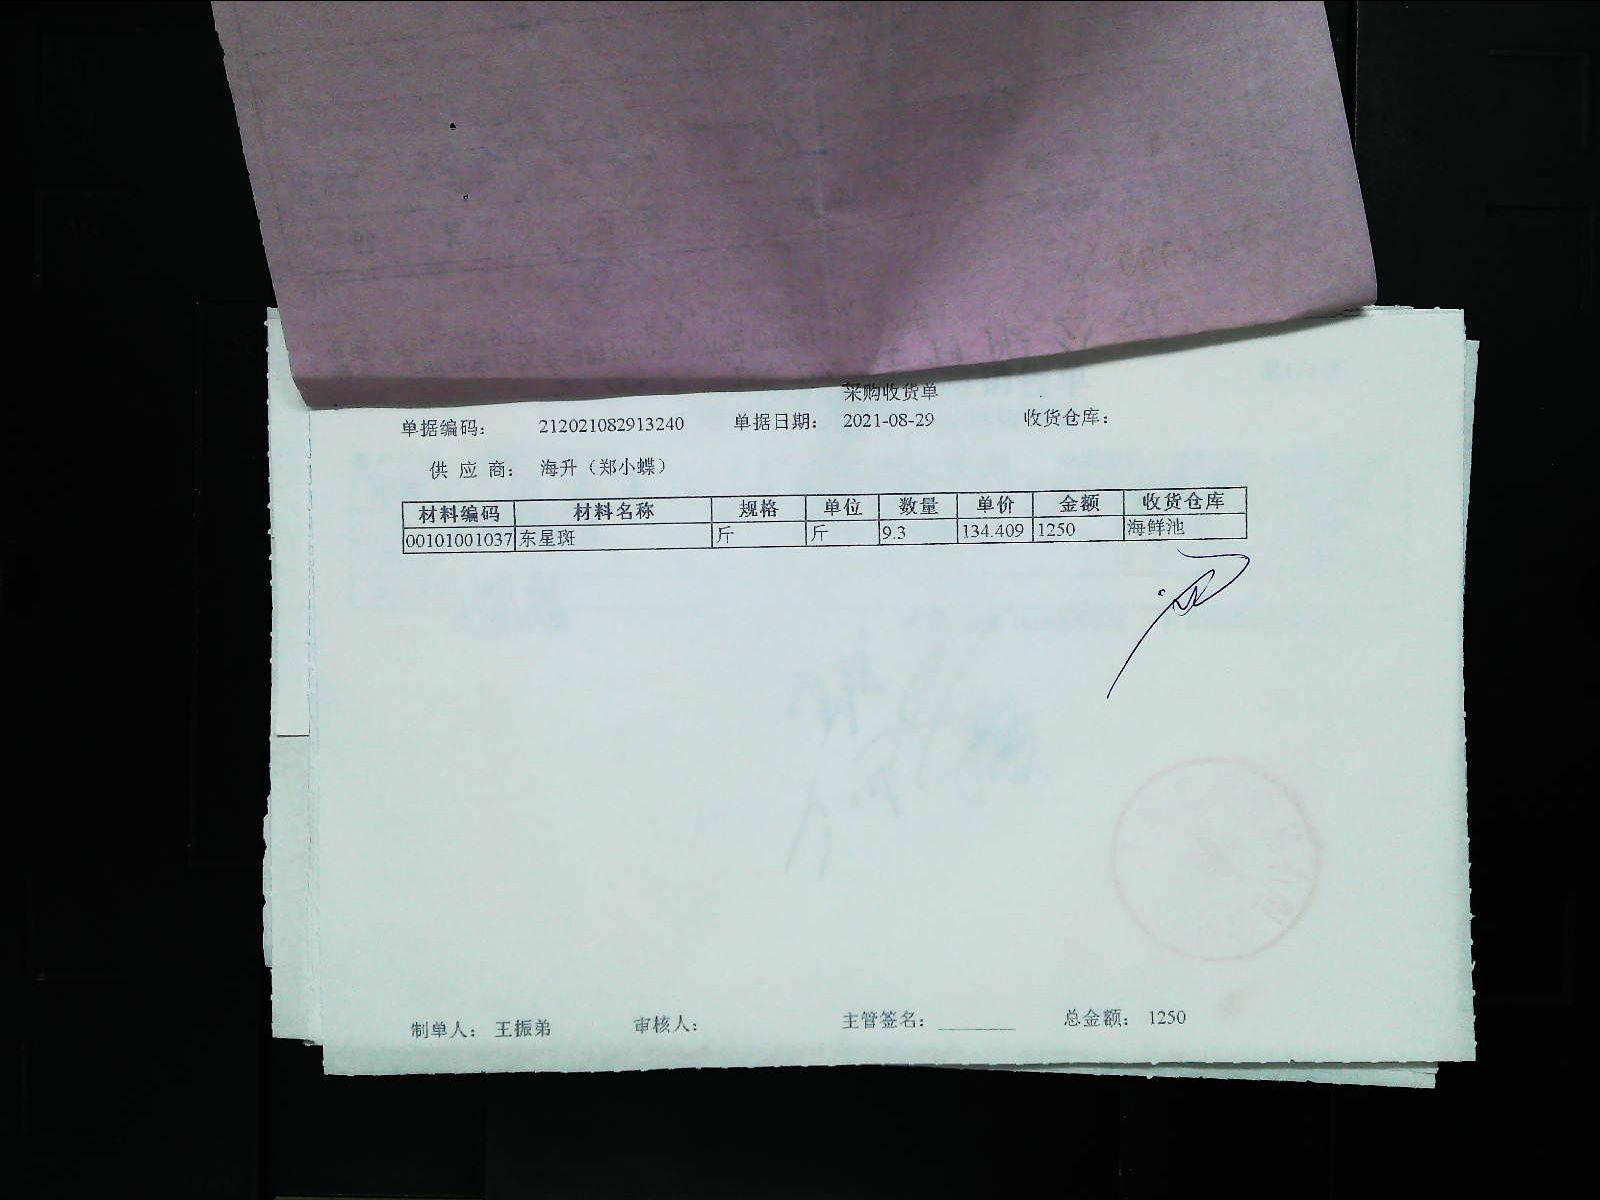 采购收货单
单据编码： 212021082913240 单据日期： 2021-08-29 收货仓库：
供应商： 海升（郑小蝶）
材料编码 材料名称 规格 单位 数量 单价 金额 收货仓库
00101001037 东星斑 斤 斤 9.3 134.409 1250 海鲜池
制单人： 王振弟 审核人： 主管签名： 总金额： 1250